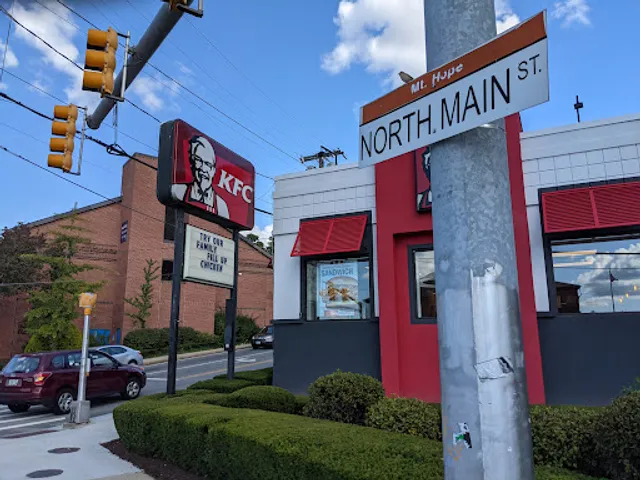 Mt. Hope
NORTH. MAIN ST.
KFC
TRY OUR
FAMILY
FILL UP
CHICKEN
SANDWICH